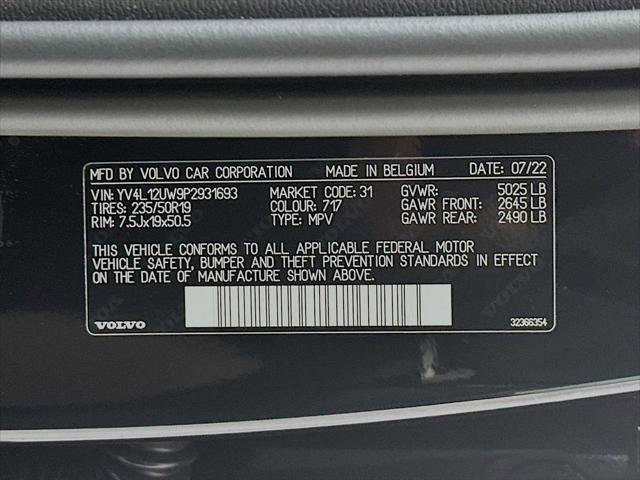 MFD BY VOLVO CAR CORPORATION MADE IN BELGIUM DATE: 07/22
VIN: YV4L12UW9P2931693 MARKET CODE: 31 GVWR: 5025 LB
TIRES: 235/50R19 COLOUR: 717 GAWR FRONT: 2645 LB
RIM: 7.5Jx19x50.5 TYPE: MPV GAWR REAR: 2490 LB
THIS VEHICLE CONFORMS TO ALL APPLICABLE FEDERAL MOTOR
VEHICLE SAFETY, BUMPER AND THEFT PREVENTION STANDARDS IN EFFECT
ON THE DATE OF MANUFACTURE SHOWN ABOVE.
VOLVO 32366354